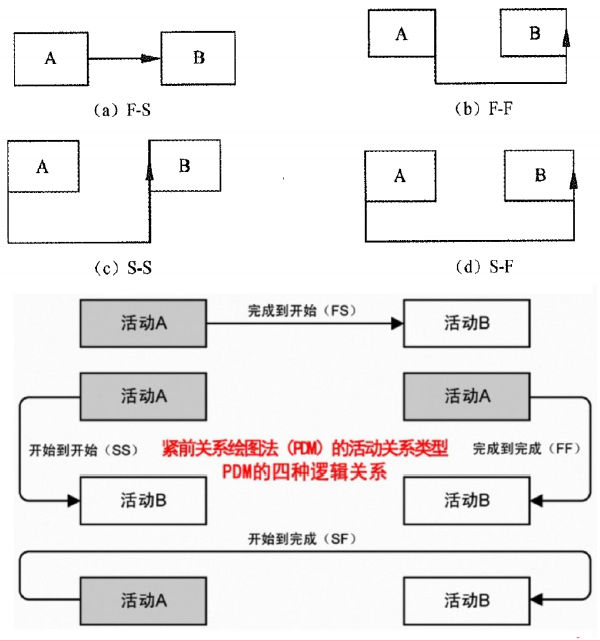 A
B
A
B
(a) F-S
(b) F-F
A
B
A
B
(c) S-S
(d) S-F
活动A
完成到开始（FS）
活动B
活动A
活动A
开始到开始（SS）
紧前关系绘图法（PDM）的活动关系类型
完成到完成（FF）
PDM的四种逻辑关系
活动B
活动B
开始到完成（SF）
活动A
活动B